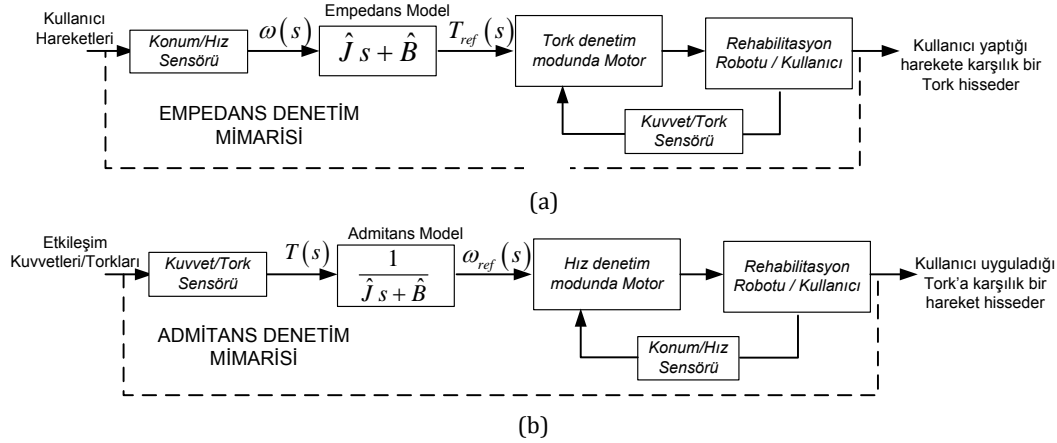 Kullanıcı
Hareketleri
Konum/Hız
Sensörü
ω(s)
Empedans Model
Ĵ s + B̂
T_ref(s)
Tork denetim
modunda Motor
Rehabilitasyon
Robotu / Kullanıcı
Kullanıcı yaptığı
harekete karşılık bir
Tork hisseder
Kuvvet/Tork
Sensörü
EMPEDANS DENETİM
MİMARİSİ
(a)
Etkileşim
Kuvvetleri/Torkları
Kuvvet/Tork
Sensörü
T(s)
Admitans Model
1
Ĵ s + B̂
ω_ref(s)
Hız denetim
modunda Motor
Rehabilitasyon
Robotu / Kullanıcı
Kullanıcı uyguladığı
Tork'a karşılık bir
hareket hisseder
Konum/Hız
Sensörü
ADMİTANS DENETİM
MİMARİSİ
(b)